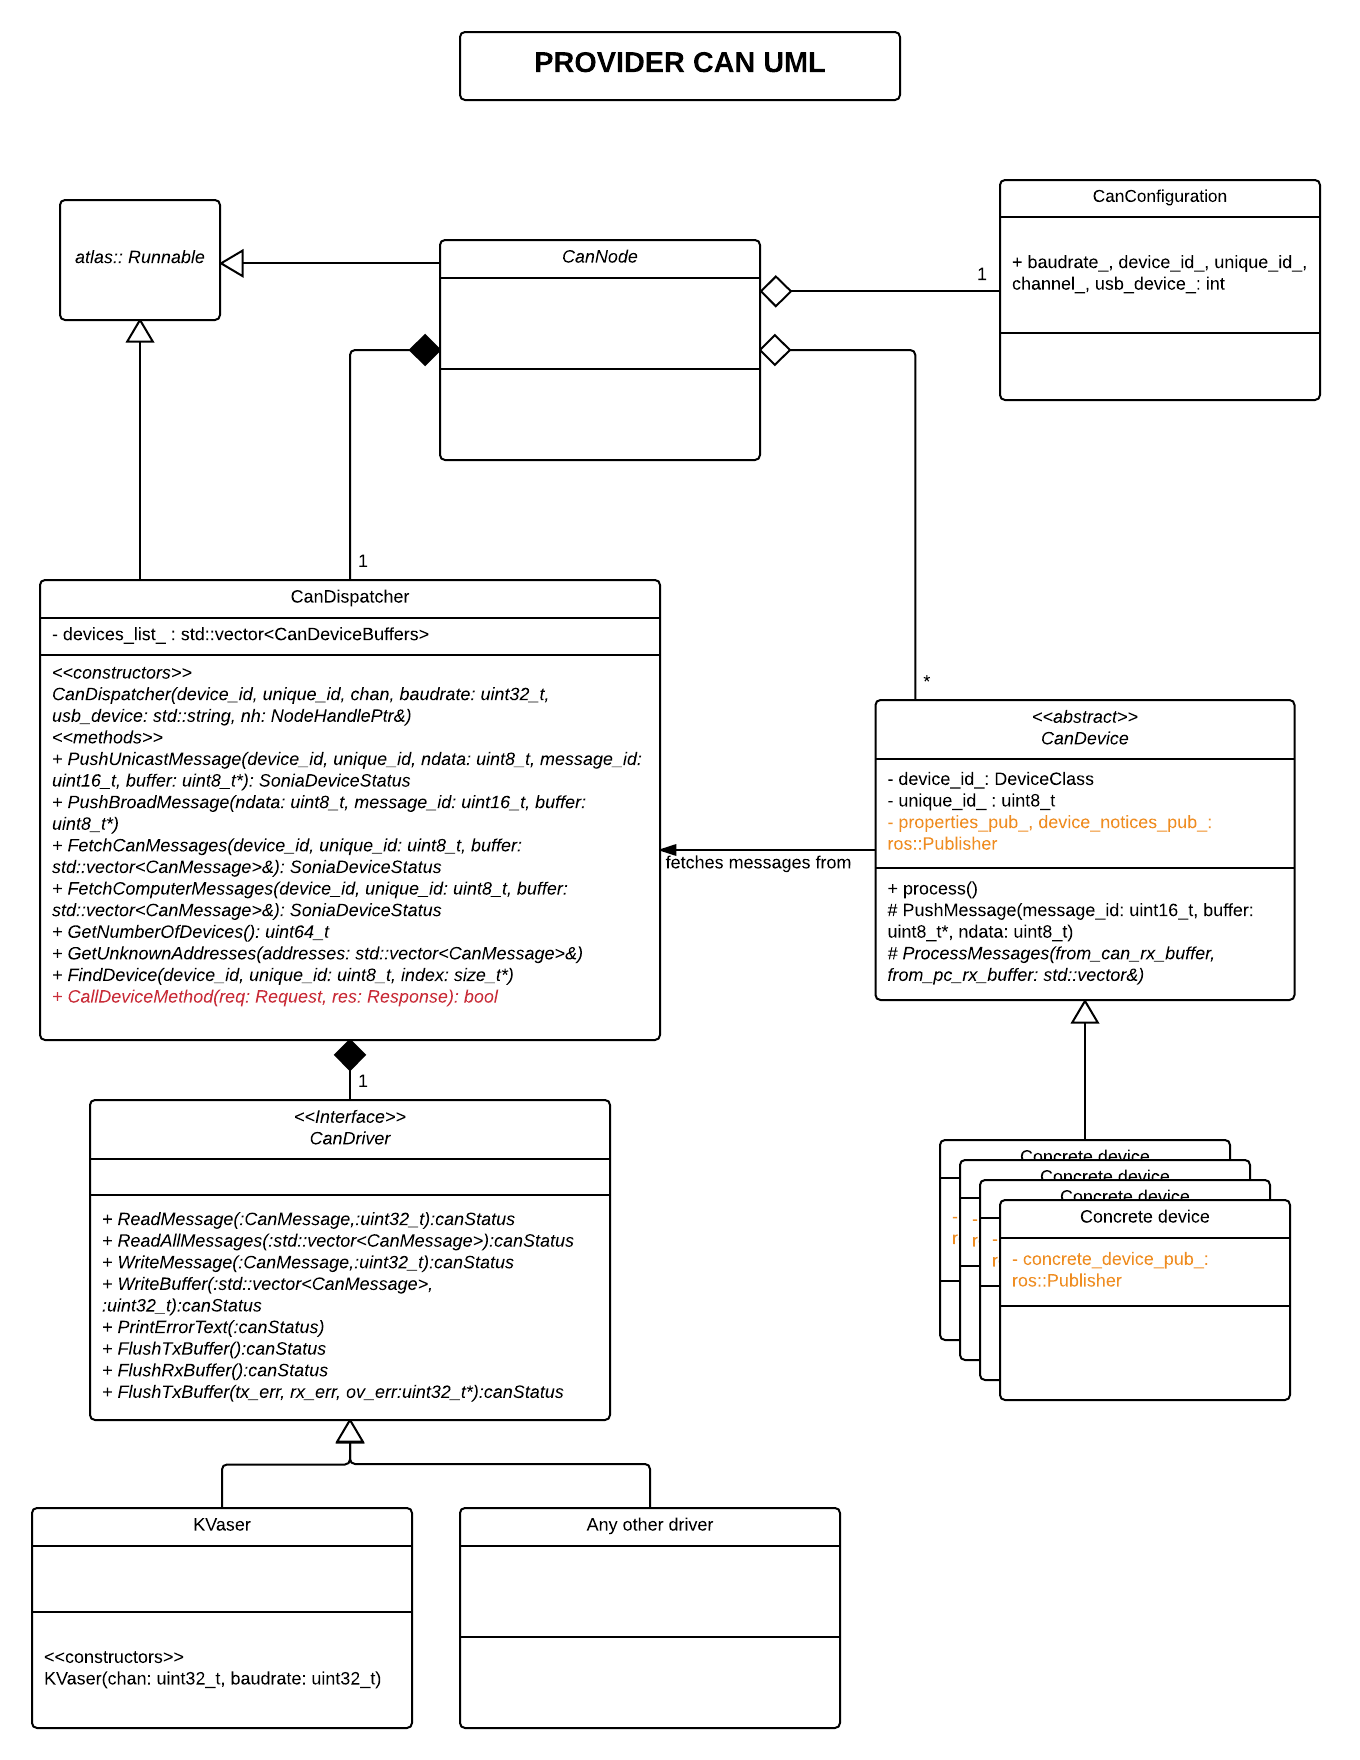 PROVIDER CAN UML
atlas:: Runnable
CanNode
CanConfiguration
+ baudrate_, device_id_, unique_id_,
channel_, usb_device_: int
1
1
*
CanDispatcher
- devices_list_ : std::vector<CanDeviceBuffers>
<<constructors>>
CanDispatcher(device_id, unique_id, chan, baudrate: uint32_t,
usb_device: std::string, nh: NodeHandlePtr&)
<<methods>>
+ PushUnicastMessage(device_id, unique_id, ndata: uint8_t, message_id:
uint16_t, buffer: uint8_t*): SoniaDeviceStatus
+ PushBroadMessage(ndata: uint8_t, message_id: uint16_t, buffer:
uint8_t*)
+ FetchCanMessages(device_id, unique_id: uint8_t, buffer:
std::vector<CanMessage>&): SoniaDeviceStatus
+ FetchComputerMessages(device_id, unique_id: uint8_t, buffer:
std::vector<CanMessage>&): SoniaDeviceStatus
+ GetNumberOfDevices(): uint64_t
+ GetUnknownAddresses(addresses: std::vector<CanMessage>&)
+ FindDevice(device_id, unique_id: uint8_t, index: size_t*)
+ CallDeviceMethod(req: Request, res: Response): bool
fetches messages from
<<abstract>>
CanDevice
- device_id_: DeviceClass
- unique_id_ : uint8_t
- properties_pub_, device_notices_pub_:
ros::Publisher
+ process()
# PushMessage(message_id: uint16_t, buffer:
uint8_t*, ndata: uint8_t)
# ProcessMessages(from_can_rx_buffer,
from_pc_rx_buffer: std::vector&)
1
<<Interface>>
CanDriver
+ ReadMessage(:CanMessage,:uint32_t):canStatus
+ ReadAllMessages(:std::vector<CanMessage>):canStatus
+ WriteMessage(:CanMessage,:uint32_t):canStatus
+ WriteBuffer(:std::vector<CanMessage>,
:uint32_t):canStatus
+ PrintErrorText(:canStatus)
+ FlushTxBuffer():canStatus
+ FlushRxBuffer():canStatus
+ FlushTxBuffer(tx_err, rx_err, ov_err:uint32_t*):canStatus
Concrete device
Concrete device
Concrete device
Concrete device
-
r
-
r
-
r
- concrete_device_pub_:
ros::Publisher
KVaser
<<constructors>>
KVaser(chan: uint32_t, baudrate: uint32_t)
Any other driver